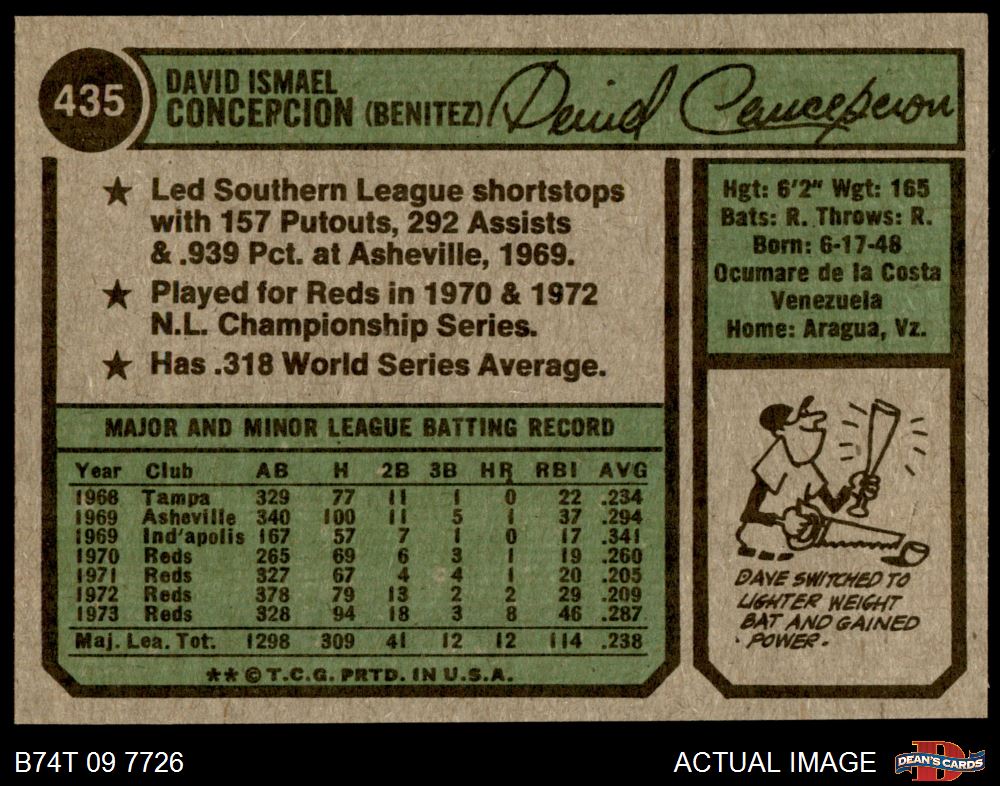 435
DAVID ISMAEL
CONCEPCION (BENITEZ)
David Concepcion
★ Led Southern League shortstops
with 157 Putouts, 292 Assists
& .939 Pct. at Asheville, 1969.
★ Played for Reds in 1970 & 1972
N.L. Championship Series.
★ Has .318 World Series Average.
Hgt: 6'2" Wgt: 165
Bats: R. Throws: R.
Born: 6-17-48
Ocumare de la Costa
Venezuela
Home: Aragua, Vz.
MAJOR AND MINOR LEAGUE BATTING RECORD
Year Club AB H 2B 3B HR RBI AVG
1968 Tampa 329 77 11 1 0 22 .234
1969 Asheville 340 100 11 5 1 37 .294
1969 Ind'apolis 167 57 7 1 0 17 .341
1970 Reds 265 69 6 3 1 19 .260
1971 Reds 327 67 4 4 1 20 .205
1972 Reds 378 79 13 2 2 29 .209
1973 Reds 328 94 18 3 8 46 .287
Maj. Lea. Tot. 1298 309 41 12 12 114 .238
** © T.C.G. PRTD. IN U.S.A.
DAVE SWITCHED TO
LIGHTER WEIGHT
BAT AND GAINED
POWER.
B74T 09 7726
ACTUAL IMAGE
DEAN'S CARDS